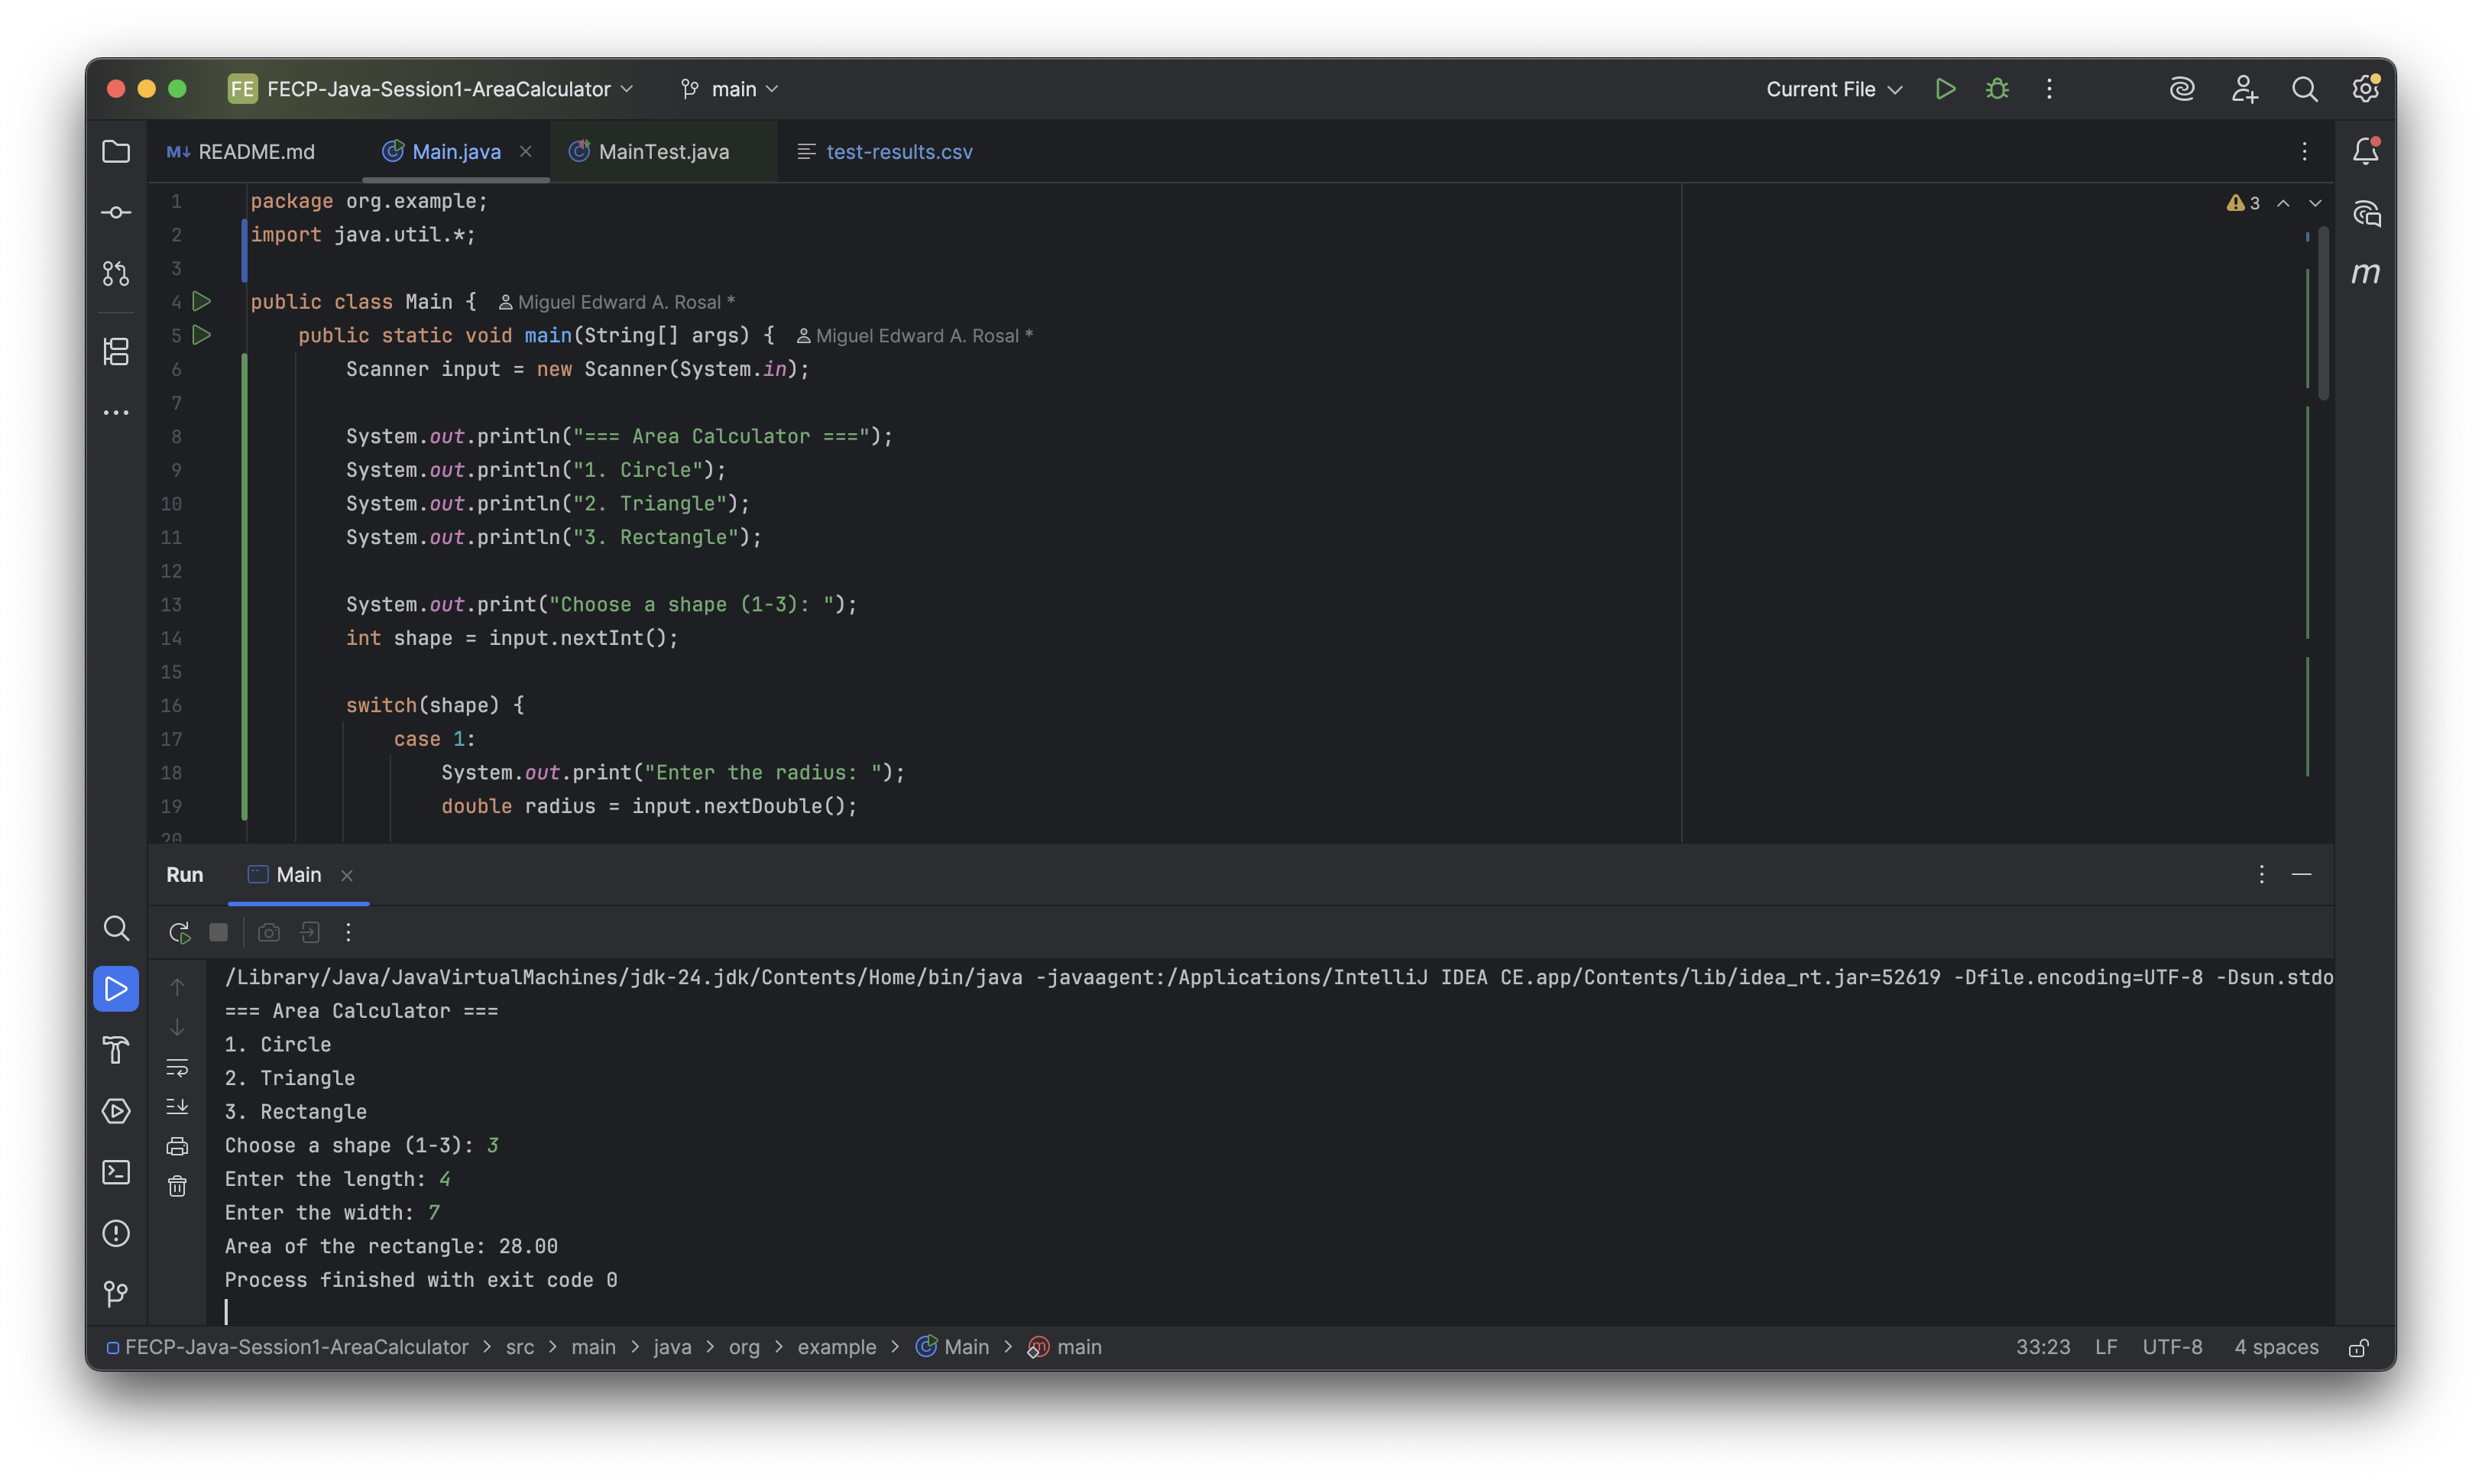 FE FECP-Java-Session1-AreaCalculator main Current File
M↓ README.md Main.java MainTest.java test-results.csv
1 package org.example;
3
2 import java.util.*;
3
4 public class Main { Miguel Edward A. Rosal *
5 public static void main(String[] args) { Miguel Edward A. Rosal *
6 Scanner input = new Scanner(System.in);
7
8 System.out.println("=== Area Calculator ===");
9 System.out.println("1. Circle");
10 System.out.println("2. Triangle");
11 System.out.println("3. Rectangle");
12
13 System.out.print("Choose a shape (1-3): ");
14 int shape = input.nextInt();
15
16 switch(shape) {
17 case 1:
18 System.out.print("Enter the radius: ");
19 double radius = input.nextDouble();
20
Run Main
/Library/Java/JavaVirtualMachines/jdk-24.jdk/Contents/Home/bin/java -javaagent:/Applications/IntelliJ IDEA CE.app/Contents/lib/idea_rt.jar=52619 -Dfile.encoding=UTF-8 -Dsun.stdo
=== Area Calculator ===
1. Circle
2. Triangle
3. Rectangle
Choose a shape (1-3): 3
Enter the length: 4
Enter the width: 7
Area of the rectangle: 28.00
Process finished with exit code 0
FECP-Java-Session1-AreaCalculator > src > main > java > org > example > Main > main 33:23 LF UTF-8 4 spaces